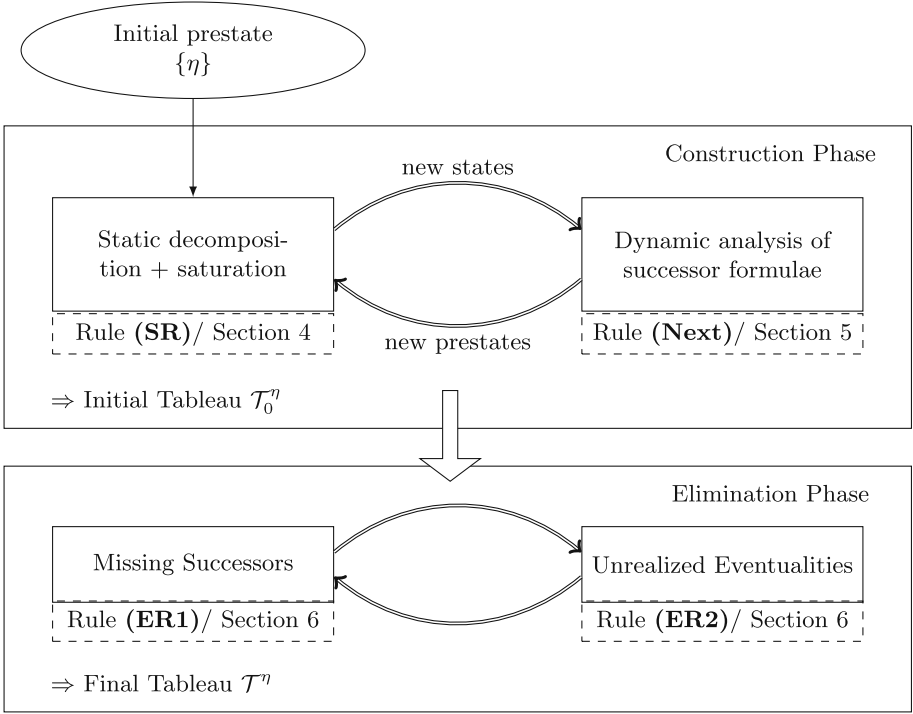 Initial prestate
{η}
Construction Phase
new states
Static decomposi-
tion + saturation
Dynamic analysis of
successor formulae
Rule (SR)/ Section 4
Rule (Next)/ Section 5
new prestates
⇒ Initial Tableau 𝒯₀^η
Elimination Phase
Missing Successors
Unrealized Eventualities
Rule (ER1)/ Section 6
Rule (ER2)/ Section 6
⇒ Final Tableau 𝒯^η